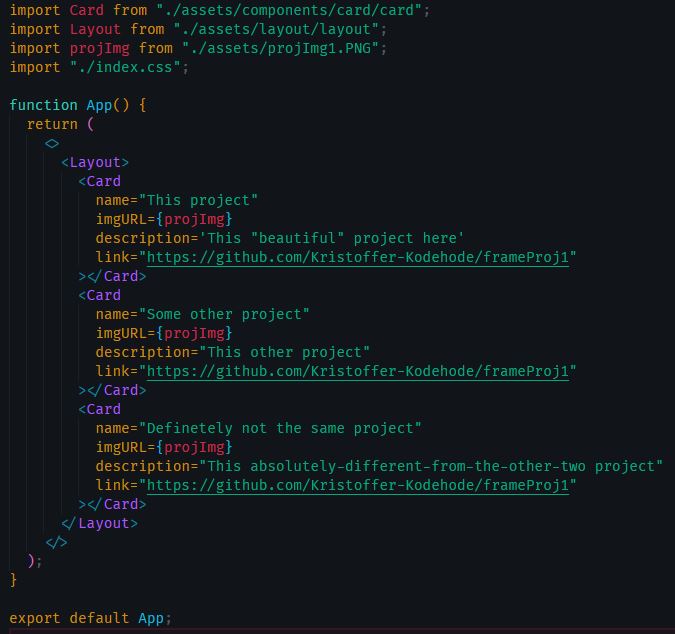 import Card from "./assets/components/card/card";
import Layout from "./assets/layout/layout";
import projImg from "./assets/projImg1.PNG";
import "./index.css";

function App() {
  return (
    <>
      <Layout>
        <Card
          name="This project"
          imgURL={projImg}
          description='This "beautiful" project here'
          link="https://github.com/Kristoffer-Kodehode/frameProj1"
        ></Card>
        <Card
          name="Some other project"
          imgURL={projImg}
          description="This other project"
          link="https://github.com/Kristoffer-Kodehode/frameProj1"
        ></Card>
        <Card
          name="Definetely not the same project"
          imgURL={projImg}
          description="This absolutely-different-from-the-other-two project"
          link="https://github.com/Kristoffer-Kodehode/frameProj1"
        ></Card>
      </Layout>
    </>
  );
}

export default App;